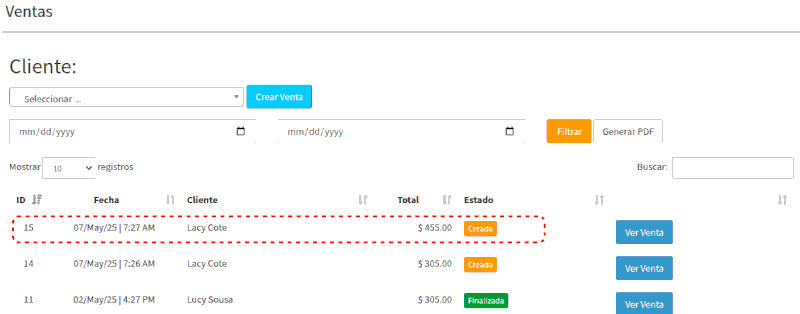 Ventas
Cliente:
Seleccionar ... Crear Venta
mm/dd/yyyy mm/dd/yyyy Filtrar Generar PDF
Mostrar 10 registros Buscar:
ID Fecha Cliente Total Estado
15 07/May/25 | 7:27 AM Lacy Cote $ 455.00 Creada Ver Venta
14 07/May/25 | 7:26 AM Lacy Cote $ 305.00 Creada Ver Venta
11 02/May/25 | 4:27 PM Lucy Sousa $ 305.00 Finalizada Ver Venta